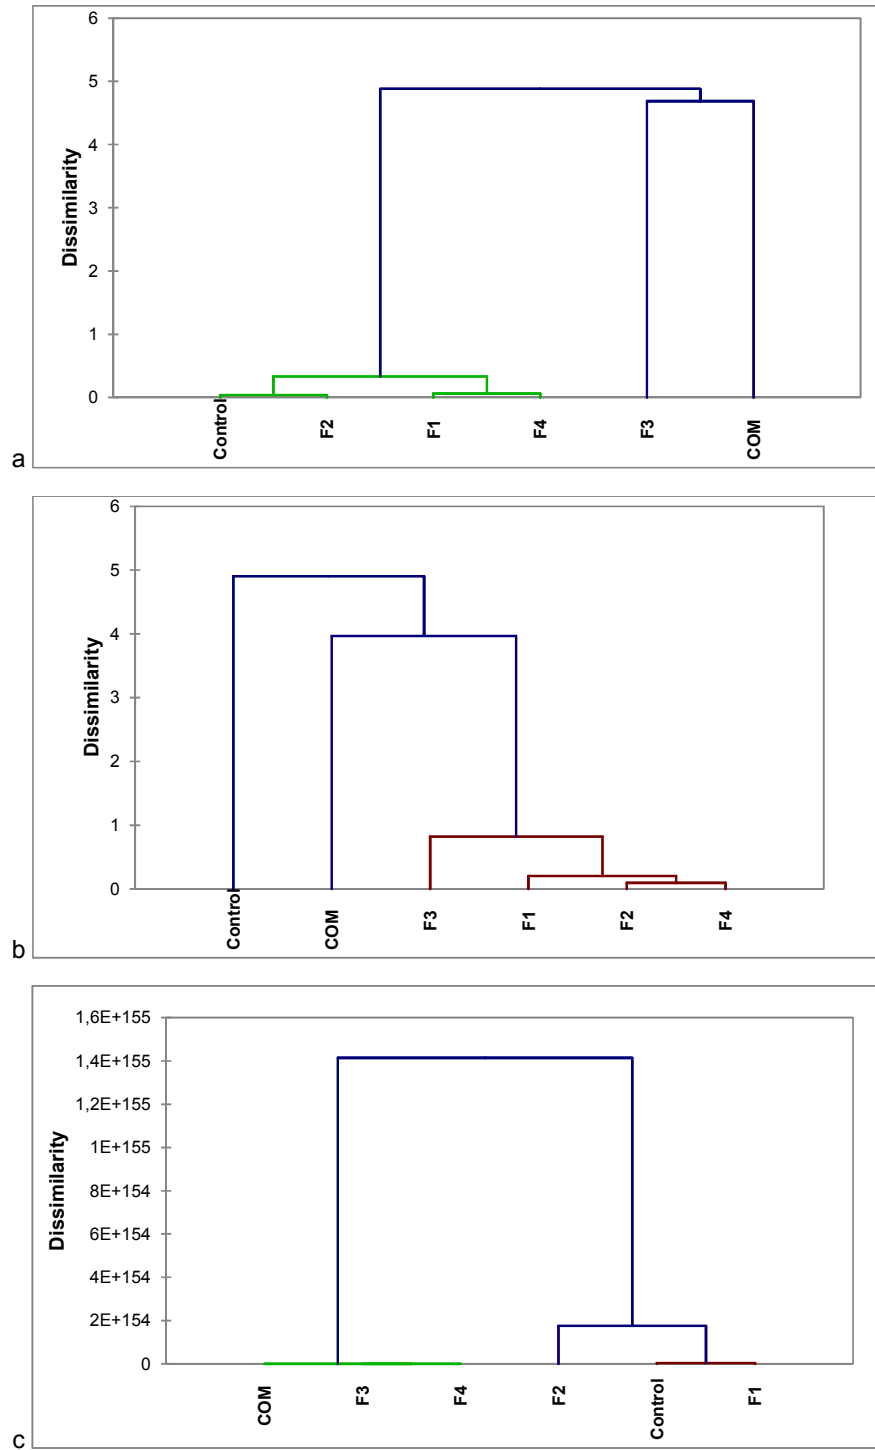 6
5
4
3
2
1
0
Dissimilarity
Control
F2
F1
F4
F3
COM
a
6
5
4
3
2
1
0
Dissimilarity
Control
COM
F3
F1
F2
F4
b
1,6E+155
1,4E+155
1,2E+155
1E+155
8E+154
6E+154
4E+154
2E+154
0
Dissimilarity
COM
F3
F4
F2
Control
F1
c